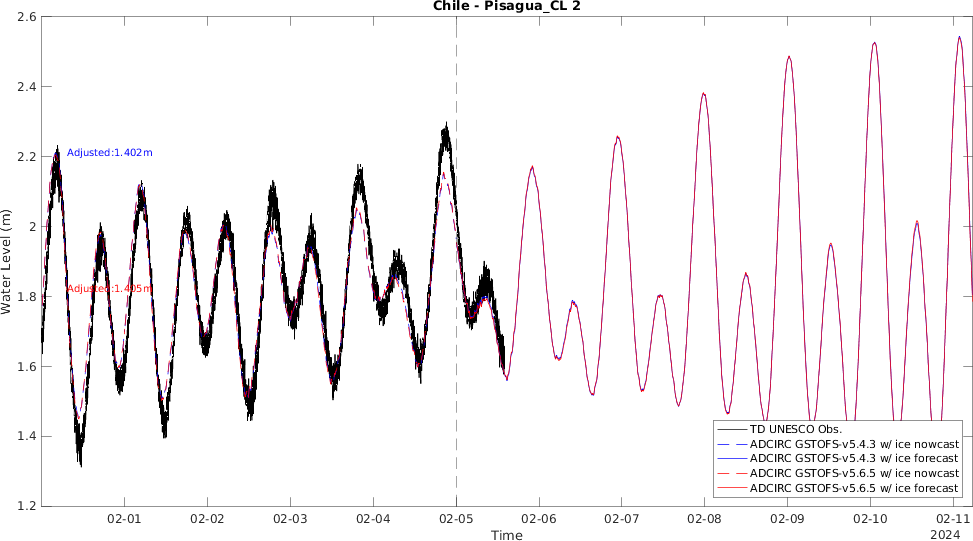 Chile - Pisagua_CL 2
2.6
2.4
2.2
2
1.8
1.6
1.4
1.2
Water Level (m)
Adjusted:1.402m
Adjusted:1.405m
TD UNESCO Obs.
ADCIRC GSTOFS-v5.4.3 w/ ice nowcast
ADCIRC GSTOFS-v5.4.3 w/ ice forecast
ADCIRC GSTOFS-v5.6.5 w/ ice nowcast
ADCIRC GSTOFS-v5.6.5 w/ ice forecast
02-01 02-02 02-03 02-04 02-05 02-06 02-07 02-08 02-09 02-10 02-11
2024
Time